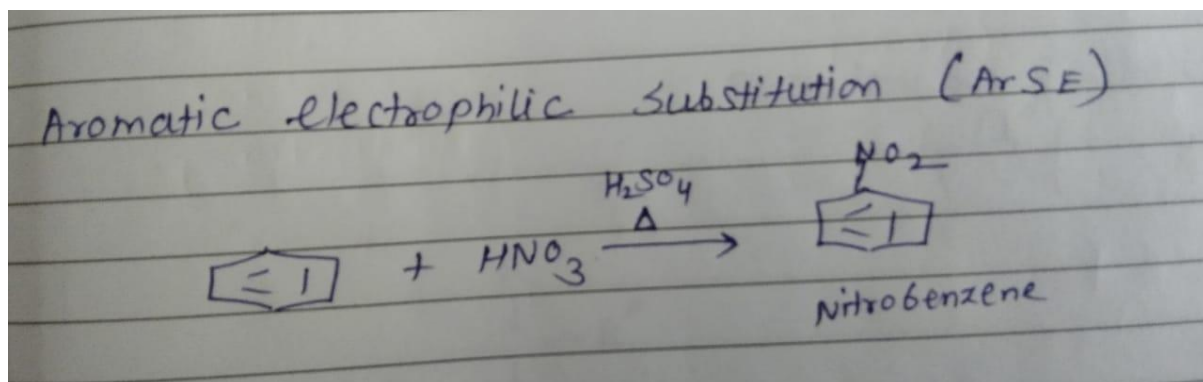 Aromatic electrophilic substitution (ArSE)
NO2
H2SO4
Δ
+ HNO3 →
Nitrobenzene